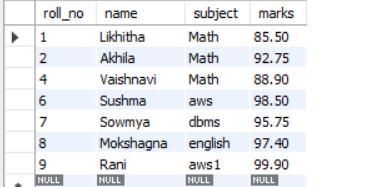 roll_no name subject marks
1 Likhitha Math 85.50
2 Akhila Math 92.75
4 Vaishnavi Math 88.90
6 Sushma aws 98.50
7 Sowmya dbms 95.75
8 Mokshagna english 97.40
9 Rani aws1 99.90
NULL NULL NULL NULL